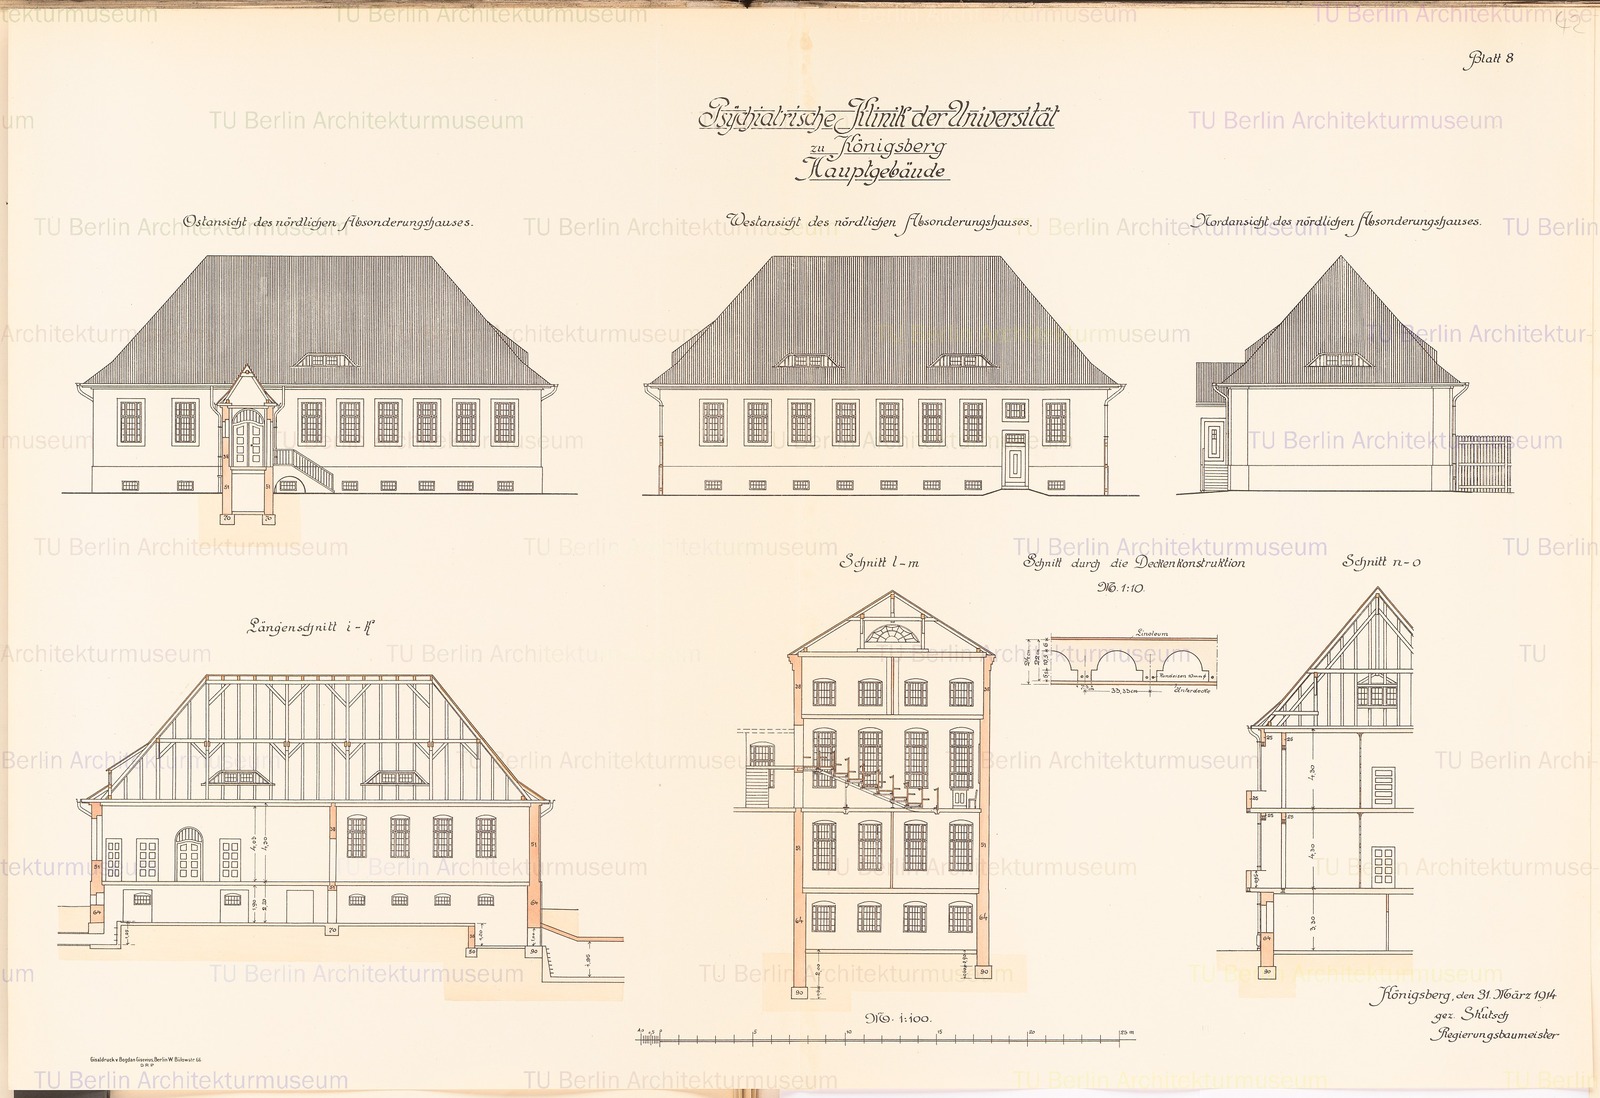 Blatt 8
Psychiatrische Klinik der Universität
zu Königsberg
Hauptgebäude
Ostansicht des nördlichen Absonderungshauses.
Westansicht des nördlichen Absonderungshauses.
Nordansicht des nördlichen Absonderungshauses.
Schnitt l-m
Schnitt durch die Deckenkonstruktion
M. 1:10.
Schnitt n-o
Längenschnitt i-k
Linoleum
Rundeisen
33,33cm
Unterdecke
M. 1:100.
Königsberg, den 31. März 1914
gez. Skutsch
Regierungsbaumeister
Gisaldruck v. Bogdan Gisevius, Berlin W. Bülowstr. 66
D.R.P.
TU Berlin Architekturmuseum